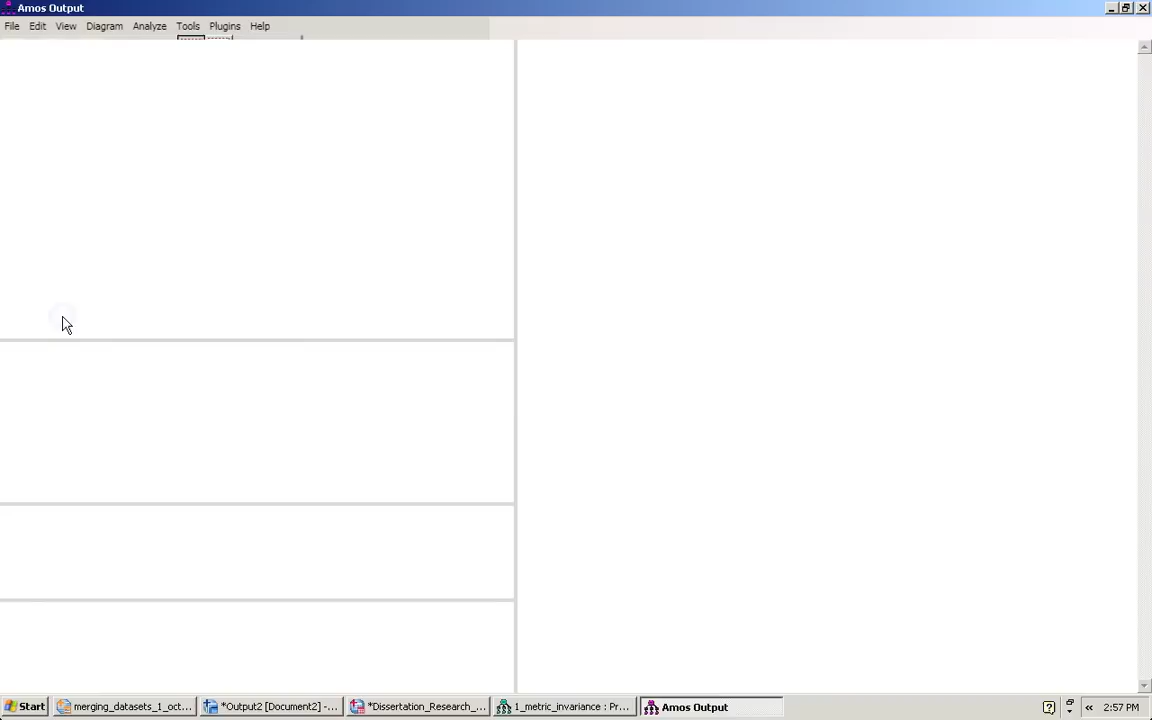 Amos Output
File Edit View Diagram Analyze Tools Plugins Help
Start merging_datasets_1_oct... *Output2 [Document2] -... *Dissertation_Research_... 1_metric_invariance : Pr... Amos Output « 2:57 PM